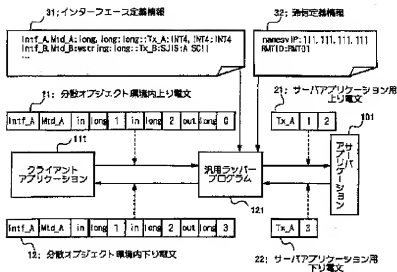 31:インターフェース定義情報
32:通信定義情報
Intf_A,Mtd_A:long,long:long::Tx_A:INT4,INT4:INT4
Intf_B,Mtd_B:wstring:long::Tx_B:SJIS:A SC!!
...
namesv IP:111.111.111.111
RMTID:RMT01
11:分散オブジェクト環境内上り電文
21:サーバアプリケーション用
上り電文
101
Intf_A Mtd_A in long 1 in long 2 out long 0
Tx_A 1 2
111
クライアント
アプリケーション
汎用ラッパー
プログラム
121
サーバ
アプリケーション
Intf_A Mtd_A in long 1 in long 2 out long 3
Tx_A 3
12:分散オブジェクト環境内下り電文
22:サーバアプリケーション用
下り電文